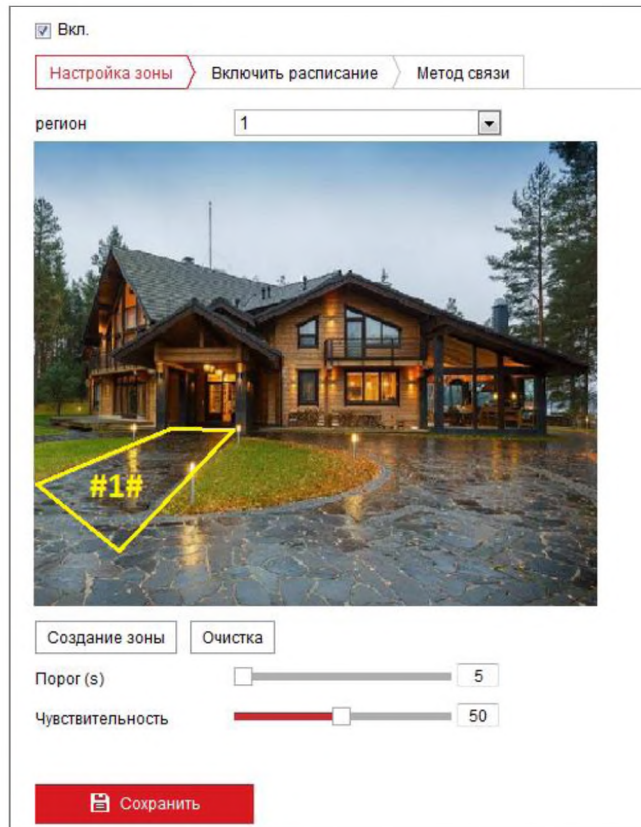 Вкл.
Настройка зоны Включить расписание Метод связи
регион 1
#1#
Создание зоны Очистка
Порог (s) 5
Чувствительность 50
Сохранить